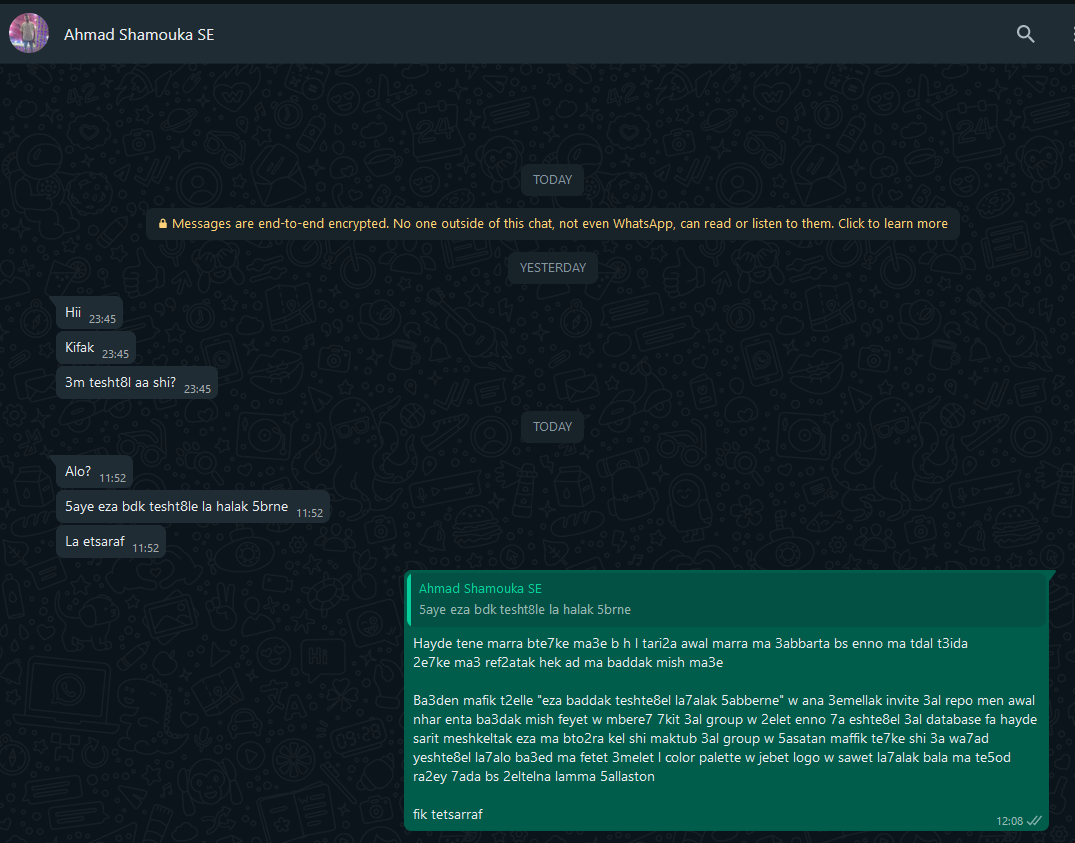 Ahmad Shamouka SE
TODAY
Messages are end-to-end encrypted. No one outside of this chat, not even WhatsApp, can read or listen to them. Click to learn more
YESTERDAY
Hii 23:45
Kifak 23:45
3m tesht8l aa shi? 23:45
TODAY
Alo? 11:52
5aye eza bdk tesht8le la halak 5brne 11:52
La etsaraf 11:52
Ahmad Shamouka SE
5aye eza bdk tesht8le la halak 5brne
Hayde tene marra bte7ke ma3e b h l tari2a awal marra ma 3abbarta bs enno ma tdal t3ida
2e7ke ma3 ref2atak hek ad ma baddak mish ma3e
Ba3den mafik t2elle "eza baddak teshte8el la7alak 5abberne" w ana 3emellak invite 3al repo men awal
nhar enta ba3dak mish feyet w mbere7 7kit 3al group w 2elet enno 7a eshte8el 3al database fa hayde
sarit meshkeltak eza ma bto2ra kel shi maktub 3al group w 5asatan maffik te7ke shi 3a wa7ad
yeshte8el la7alo ba3ed ma fetet 3melet l color palette w jebet logo w sawet la7alak bala ma te5od
ra2ey 7ada bs 2eltelna lamma 5allaston
fik tetsarraf
12:08